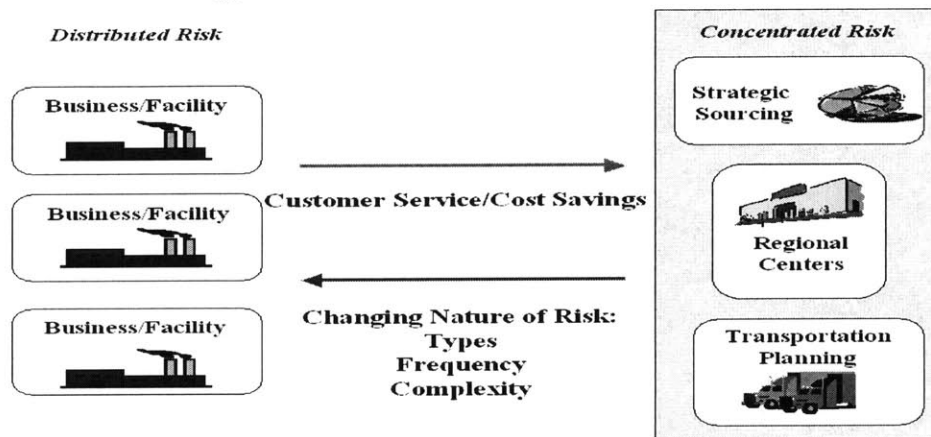 Distributed Risk
Business/Facility
Business/Facility
Business/Facility
Customer Service/Cost Savings
Changing Nature of Risk:
Types
Frequency
Complexity
Concentrated Risk
Strategic
Sourcing
Regional
Centers
Transportation
Planning